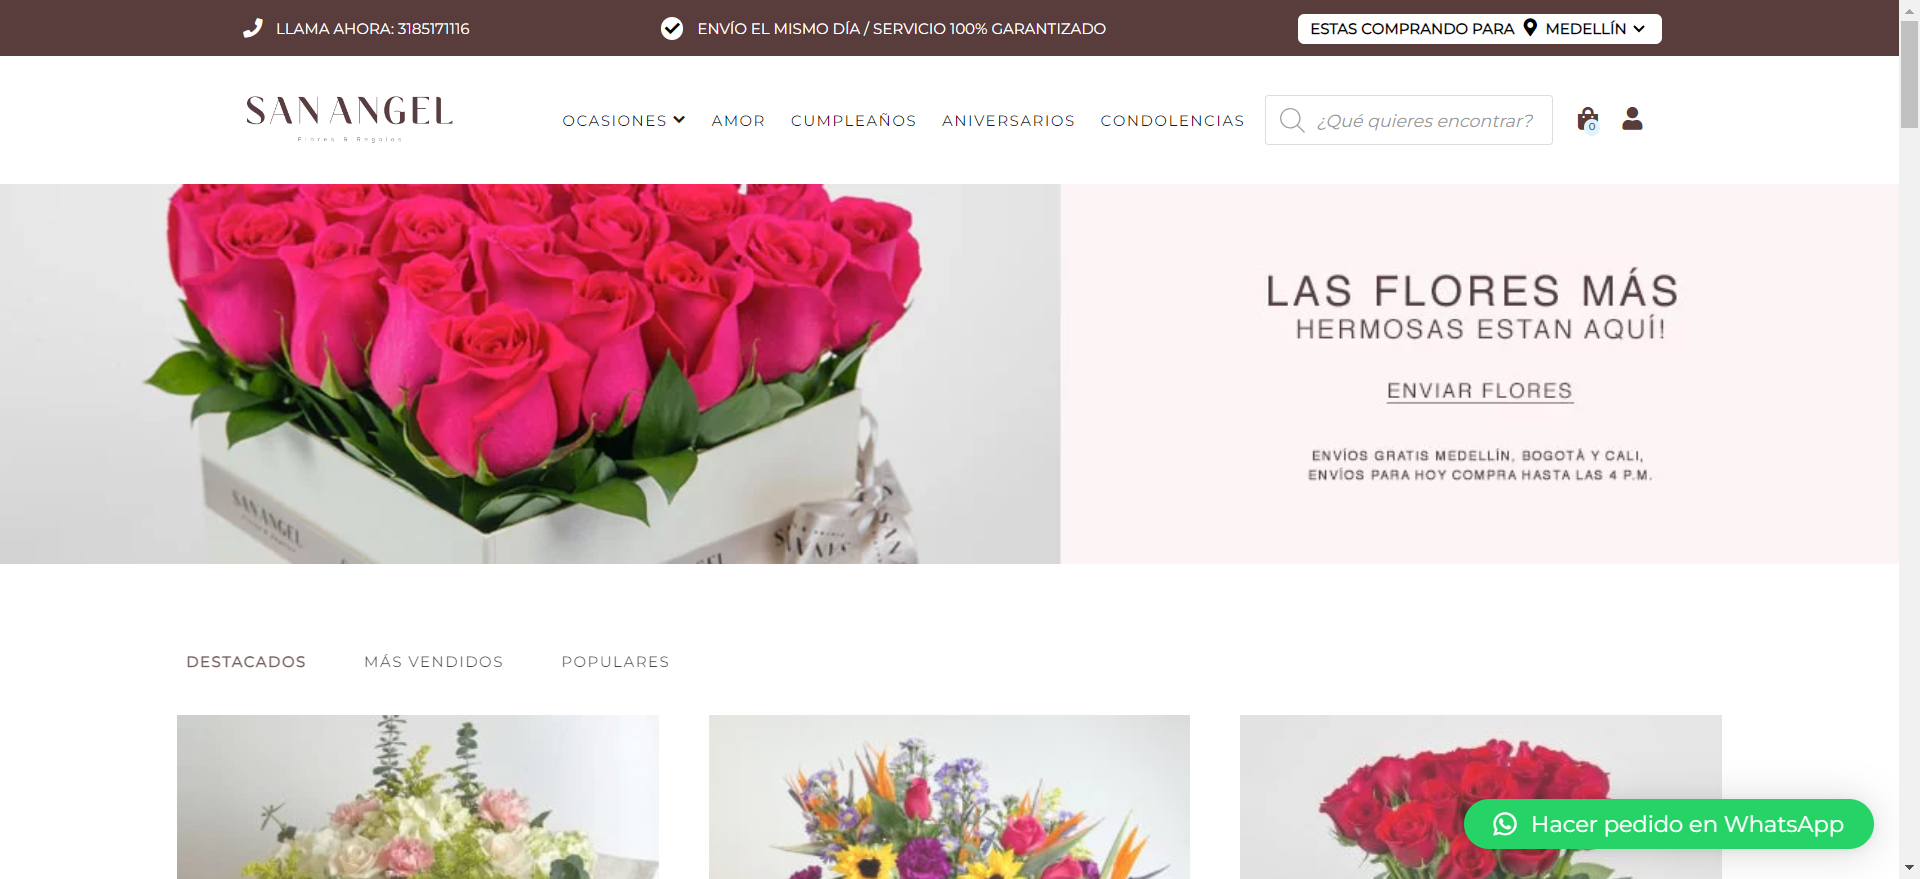 LLAMA AHORA: 3185171116
ENVÍO EL MISMO DÍA / SERVICIO 100% GARANTIZADO
ESTAS COMPRANDO PARA MEDELLÍN
SAN ANGEL
Flores & Regalos
OCASIONES AMOR CUMPLEAÑOS ANIVERSARIOS CONDOLENCIAS
¿Qué quieres encontrar?
0
LAS FLORES MÁS
HERMOSAS ESTAN AQUÍ!
ENVIAR FLORES
ENVÍOS GRATIS MEDELLÍN, BOGOTÁ Y CALI,
ENVÍOS PARA HOY COMPRA HASTA LAS 4 P.M.
SAN ANGEL
DESTACADOS MÁS VENDIDOS POPULARES
Hacer pedido en WhatsApp